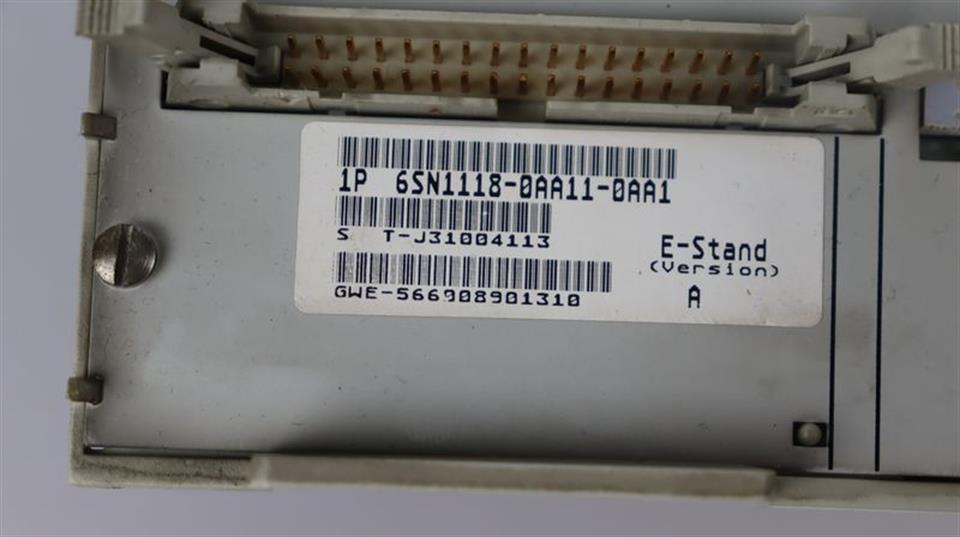 1P 6SN1118-0AA11-0AA1
S T-J31004113
E-Stand
(Version)
GWE-566908901310
A